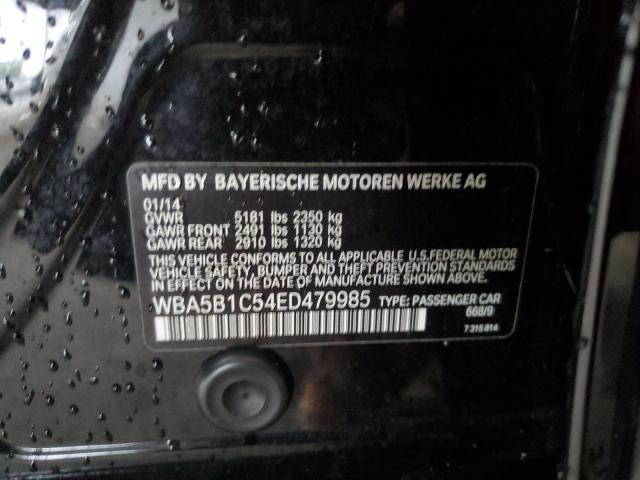 MFD BY BAYERISCHE MOTOREN WERKE AG
01/14
GVWR 5181 lbs 2350 kg
GAWR FRONT 2491 lbs 1130 kg
GAWR REAR 2910 lbs 1320 kg
THIS VEHICLE CONFORMS TO ALL APPLICABLE U.S. FEDERAL MOTOR
VEHICLE SAFETY, BUMPER AND THEFT PREVENTION STANDARDS
IN EFFECT ON THE DATE OF MANUFACTURE SHOWN ABOVE.
WBA5B1C54ED479985 TYPE: PASSENGER CAR
668/9
7 315 814